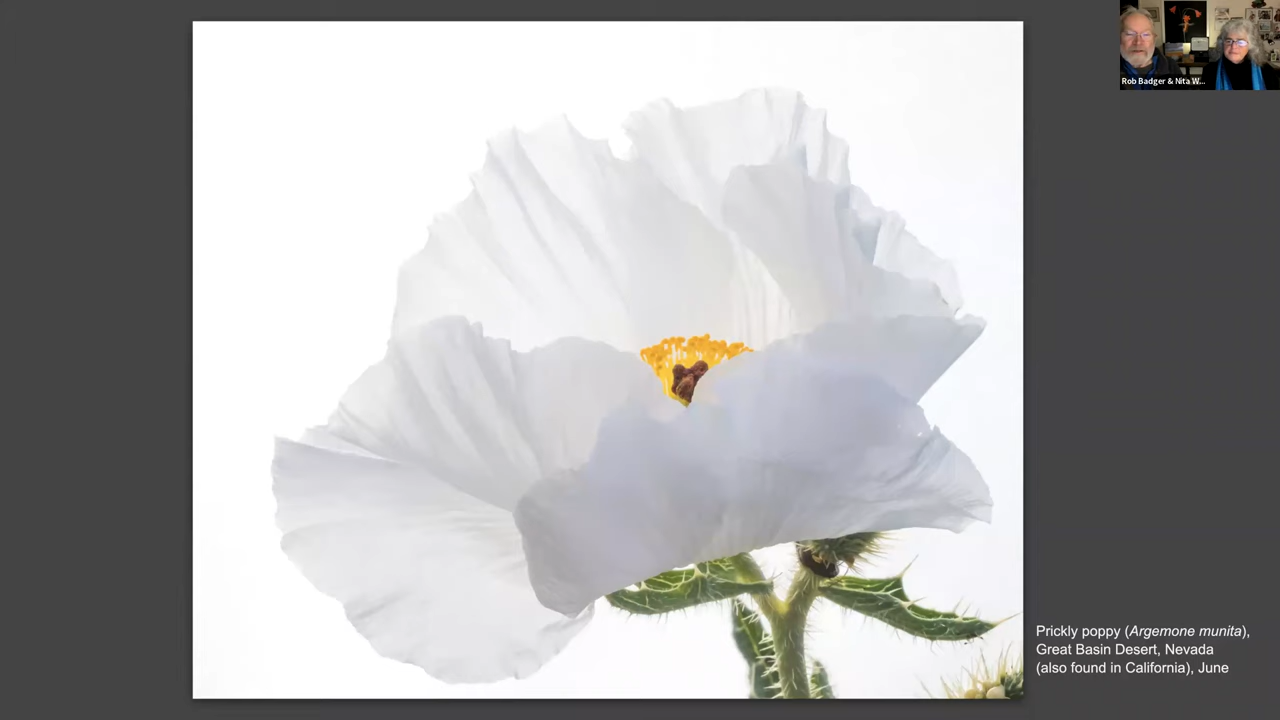 Rob Badger & Nita W...
Prickly poppy (Argemone munita),
Great Basin Desert, Nevada
(also found in California), June